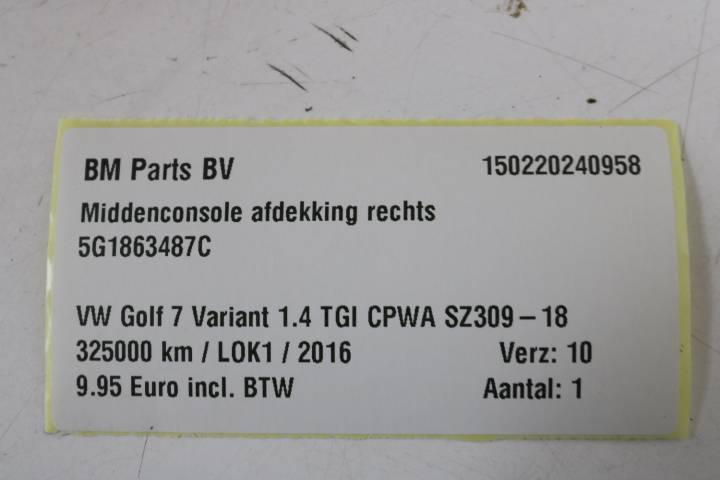 BM Parts BV 150220240958
Middenconsole afdekking rechts
5G1863487C
VW Golf 7 Variant 1.4 TGI CPWA SZ309-18
325000 km / LOK1 / 2016 Verz: 10
9.95 Euro incl. BTW Aantal: 1